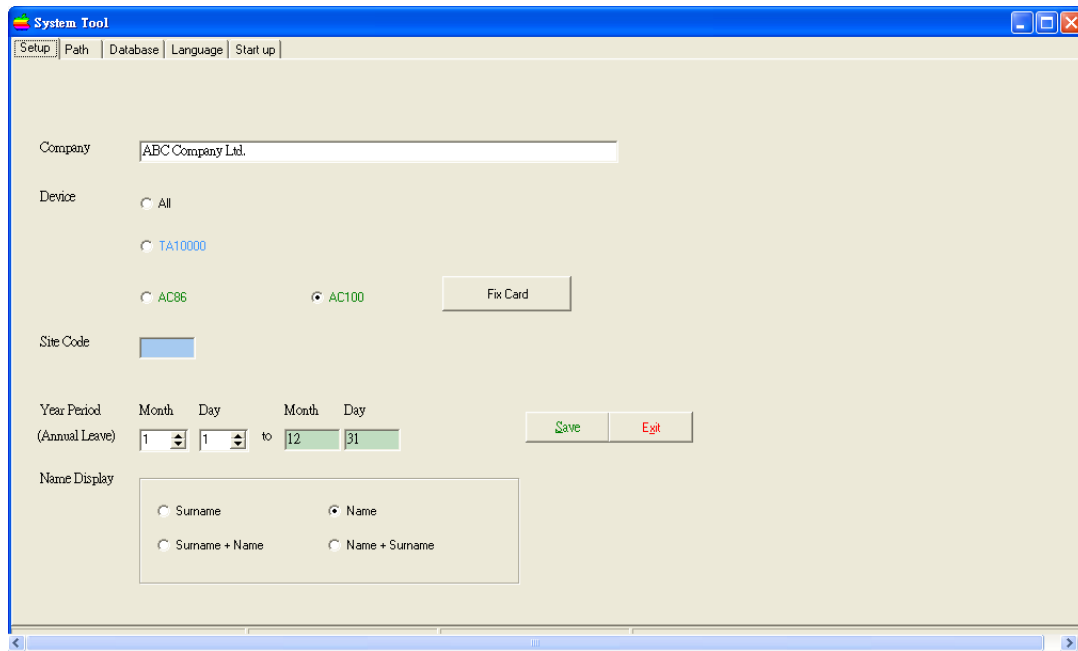 System Tool
Setup Path Database Language Start up
Company ABC Company Ltd.
Device All
TA10000
AC86 AC100 Fix Card
Site Code
Year Period Month Day Month Day
(Annual Leave) 1 1 to 12 31 Save Exit
Name Display
Surname Name
Surname + Name Name + Surname